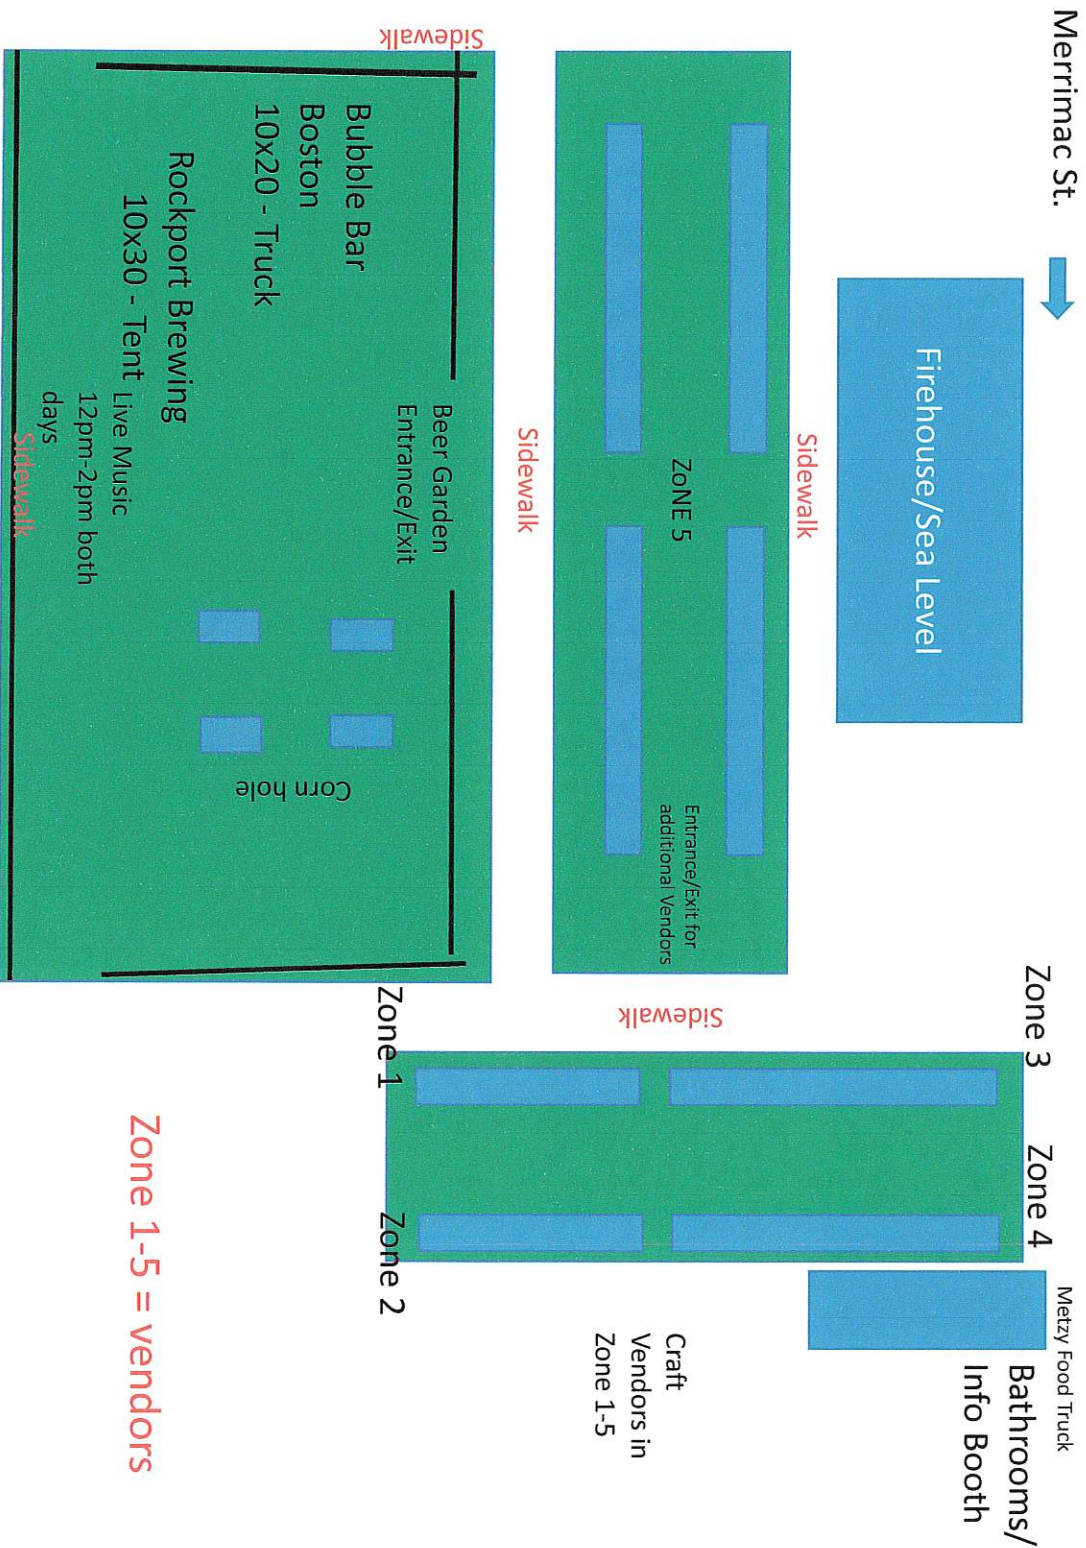 Merrimac St.
Firehouse/Sea Level
Sidewalk
ZoNE 5
Entrance/Exit for
additional Vendors
Sidewalk
Sidewalk
Bubble Bar
Boston
10x20 - Truck
Rockport Brewing
10x30 - Tent
Live Music
12pm-2pm both
days
Sidewalk
Beer Garden
Entrance/Exit
Corn hole
Sidewalk
Zone 3
Zone 4
Zone 1
Zone 2
Metzy Food Truck
Bathrooms/
Info Booth
Craft
Vendors in
Zone 1-5
Zone 1-5 = vendors